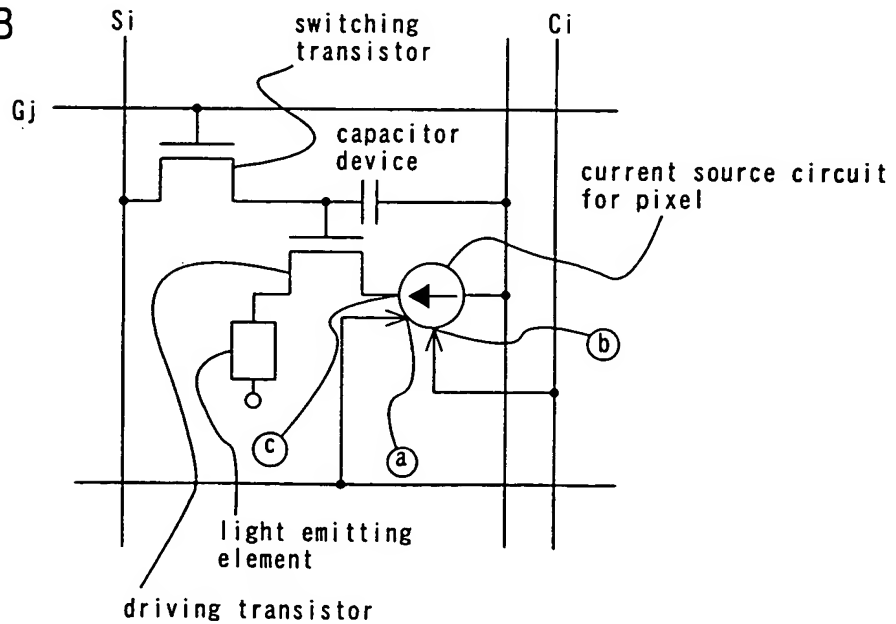 B
Si
switching
transistor
Ci
Gj
capacitor
device
current source circuit
for pixel
b
c
a
light emitting
element
driving transistor